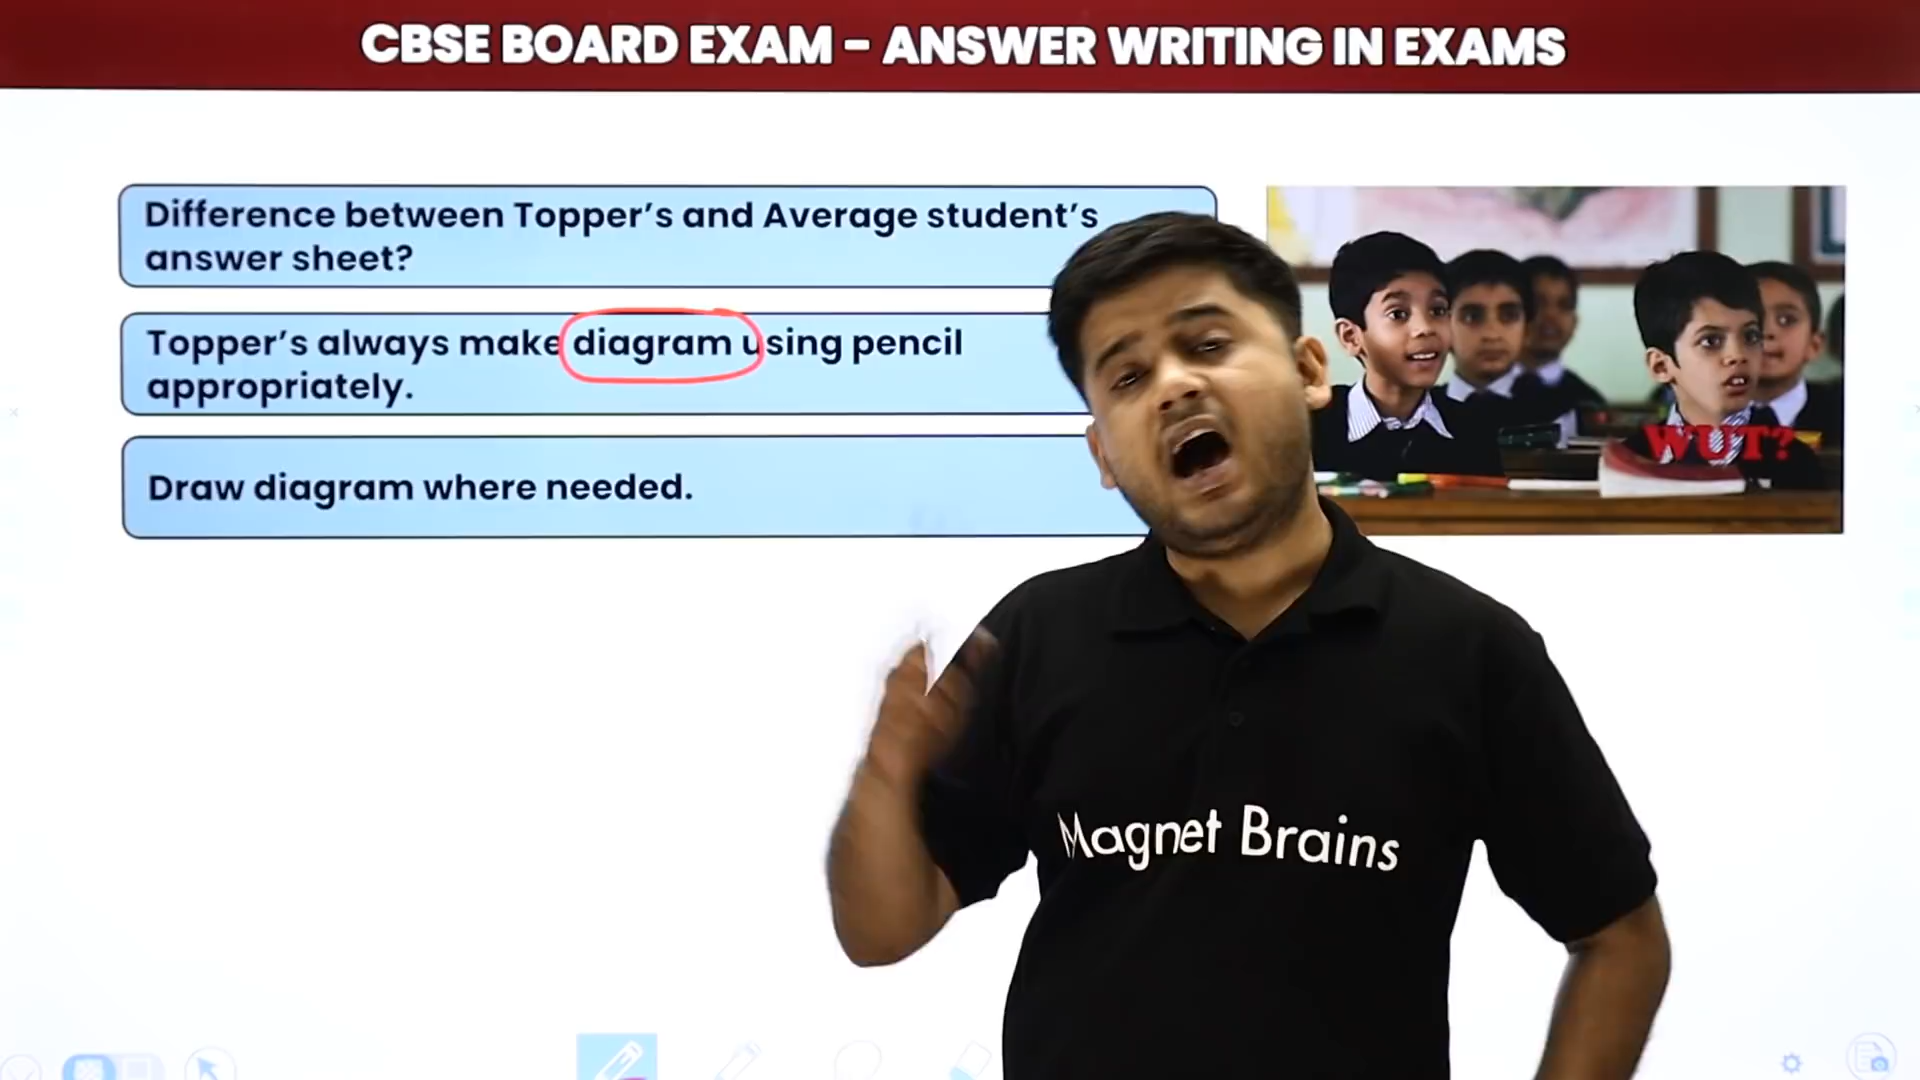 CBSE BOARD EXAM – ANSWER WRITING IN EXAMS
Difference between Topper's and Average student's
answer sheet?
Topper's always make diagram using pencil
appropriately.
Draw diagram where needed.
WUT?
Magnet Brains